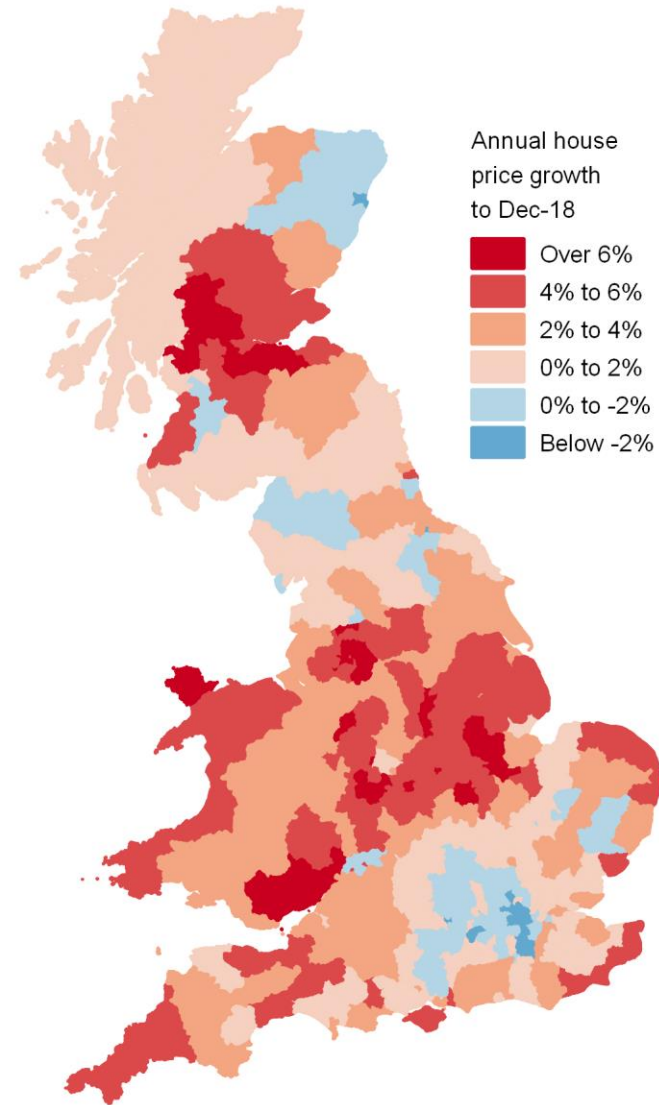 Annual house
price growth
to Dec-18
Over 6%
4% to 6%
2% to 4%
0% to 2%
0% to -2%
Below -2%